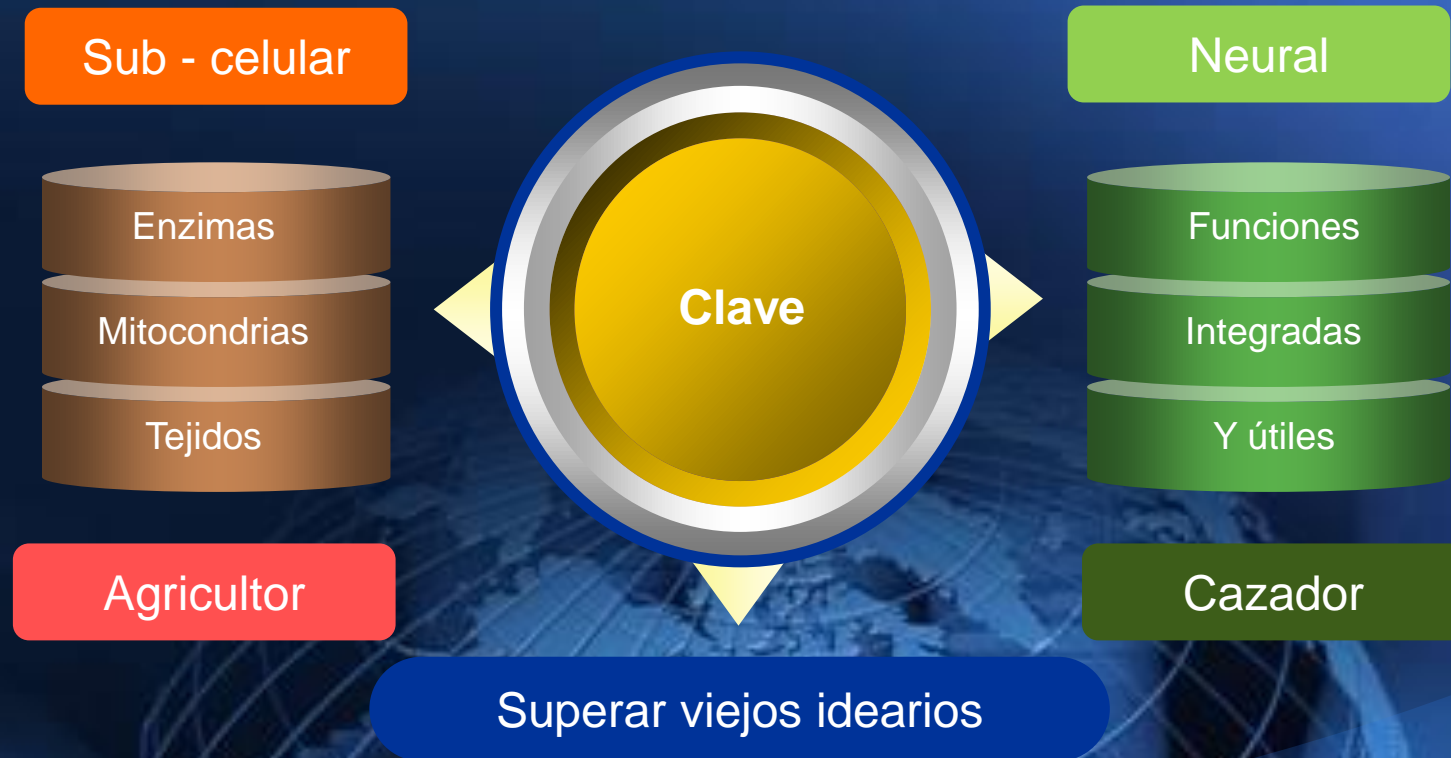 Sub - celular
Enzimas
Mitocondrias
Tejidos
Agricultor
Clave
Neural
Funciones
Integradas
Y útiles
Cazador
Superar viejos idearios